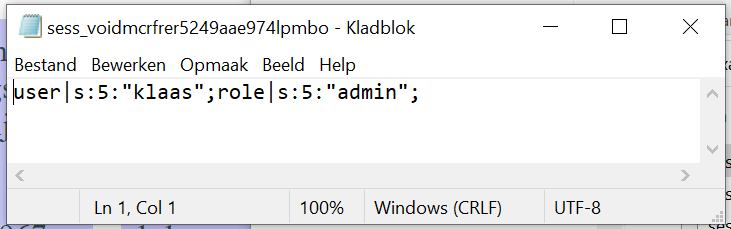 sess_voidmcrfrer5249aae974lpmbo - Kladblok
Bestand Bewerken Opmaak Beeld Help
user|s:5:"klaas";role|s:5:"admin";
Ln 1, Col 1 100% Windows (CRLF) UTF-8